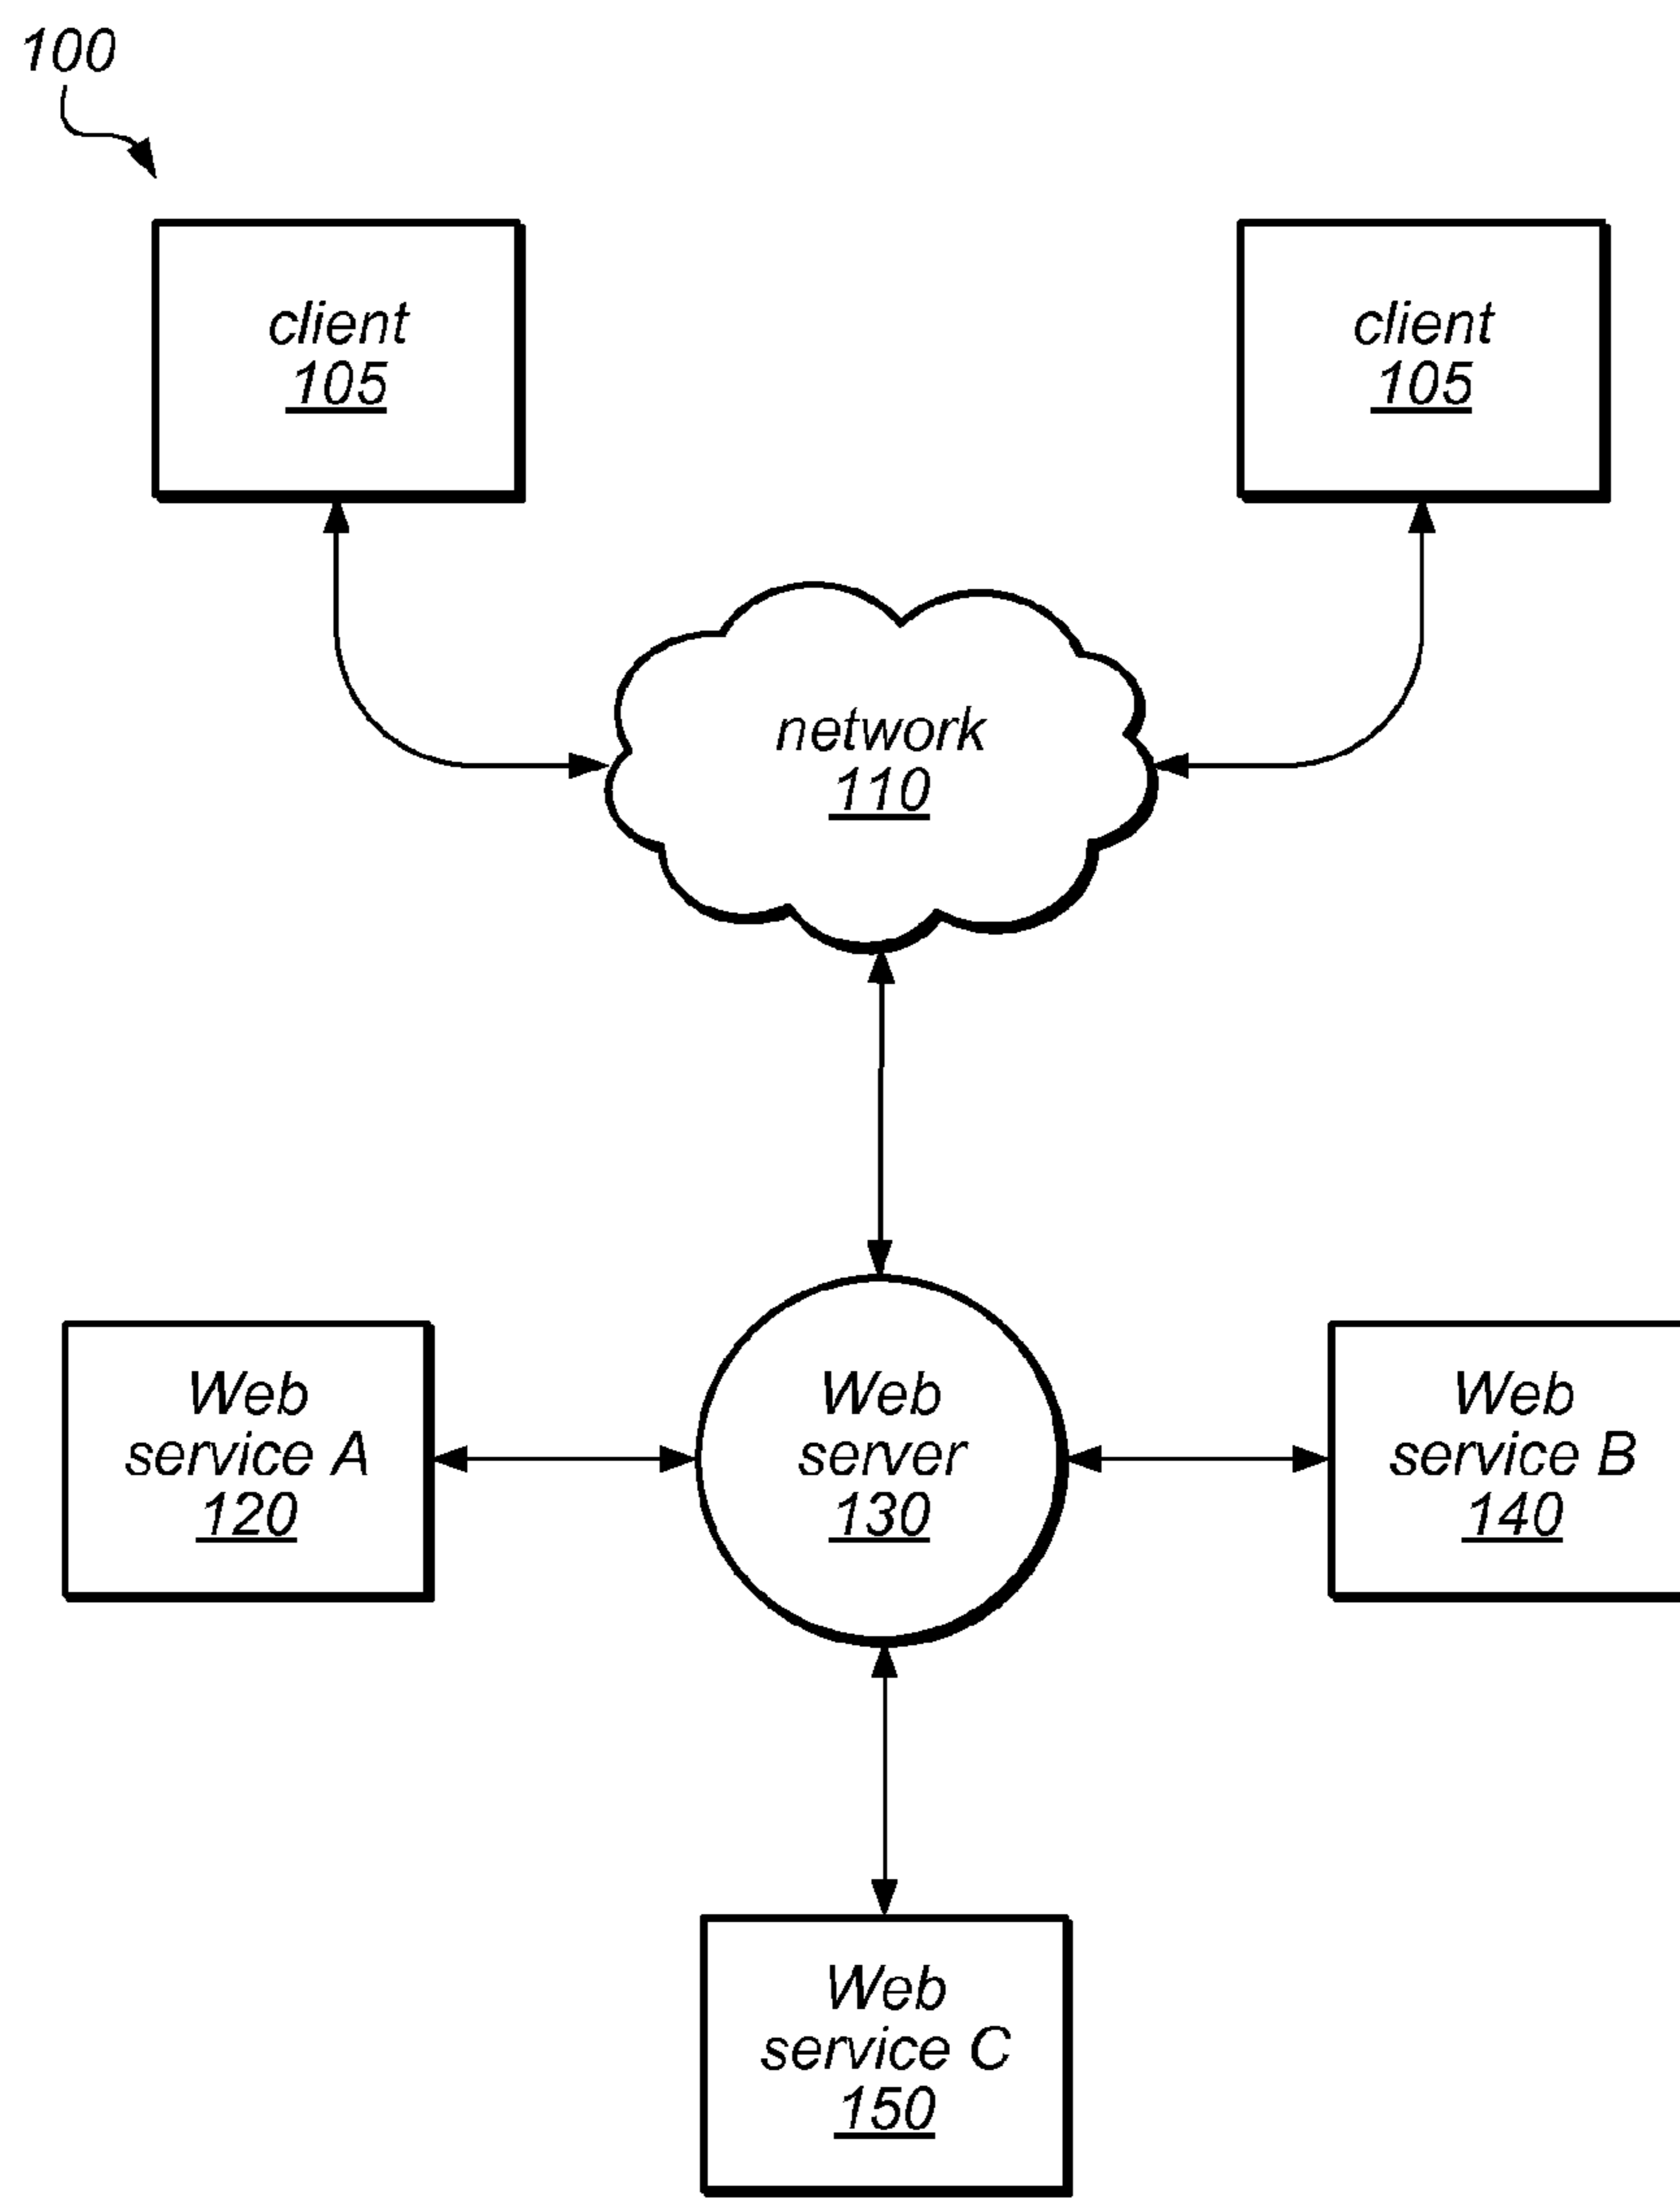 100
client
105
client
105
network
110
Web
service A
120
Web
server
130
Web
service B
140
Web
service C
150